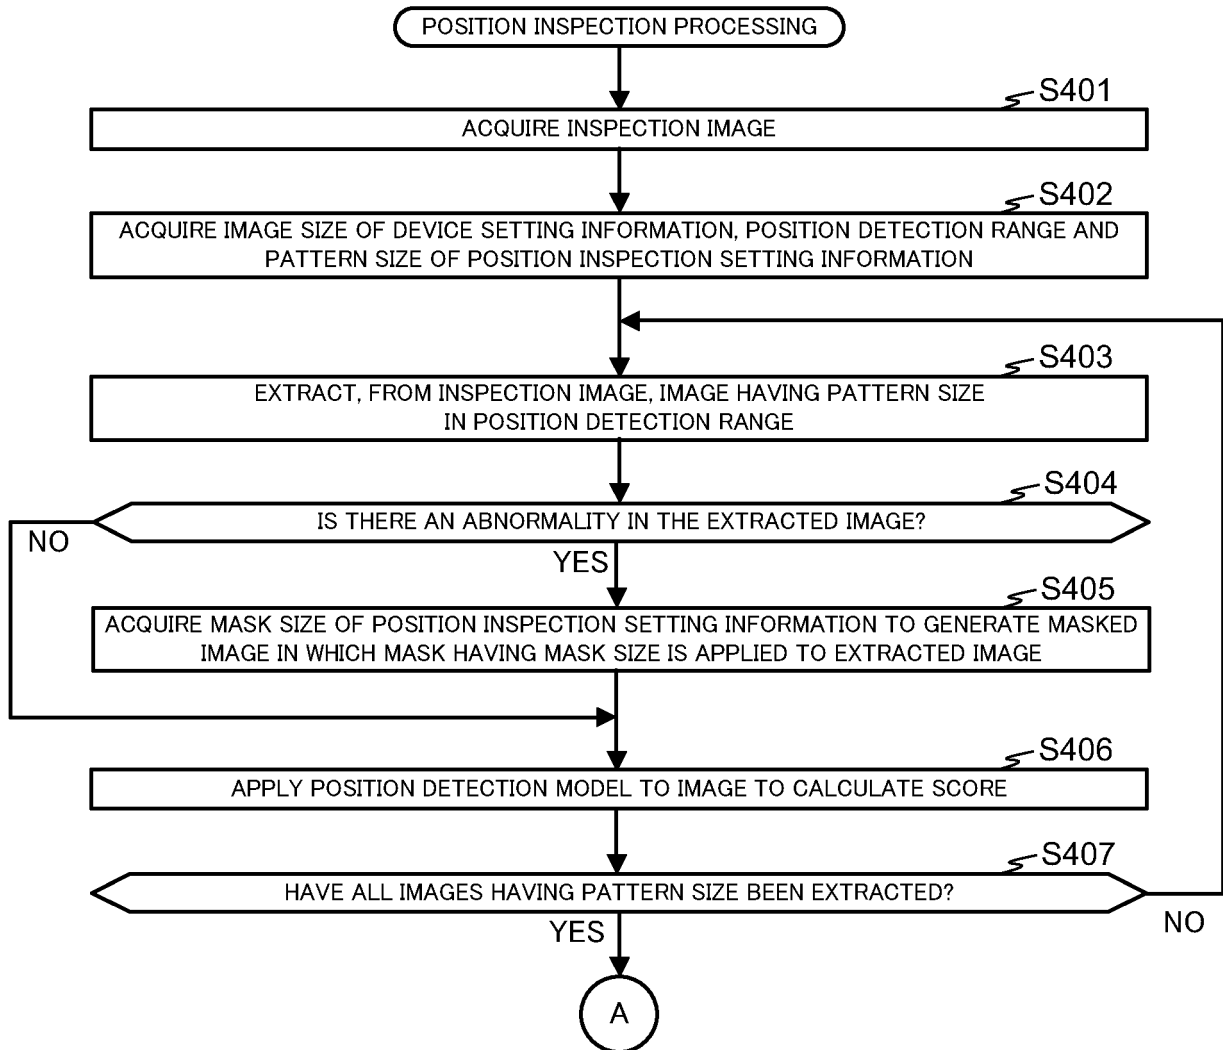 POSITION INSPECTION PROCESSING
S401
ACQUIRE INSPECTION IMAGE
S402
ACQUIRE IMAGE SIZE OF DEVICE SETTING INFORMATION, POSITION DETECTION RANGE AND
PATTERN SIZE OF POSITION INSPECTION SETTING INFORMATION
S403
EXTRACT, FROM INSPECTION IMAGE, IMAGE HAVING PATTERN SIZE
IN POSITION DETECTION RANGE
S404
IS THERE AN ABNORMALITY IN THE EXTRACTED IMAGE?
NO
YES
S405
ACQUIRE MASK SIZE OF POSITION INSPECTION SETTING INFORMATION TO GENERATE MASKED
IMAGE IN WHICH MASK HAVING MASK SIZE IS APPLIED TO EXTRACTED IMAGE
S406
APPLY POSITION DETECTION MODEL TO IMAGE TO CALCULATE SCORE
S407
HAVE ALL IMAGES HAVING PATTERN SIZE BEEN EXTRACTED?
NO
YES
A